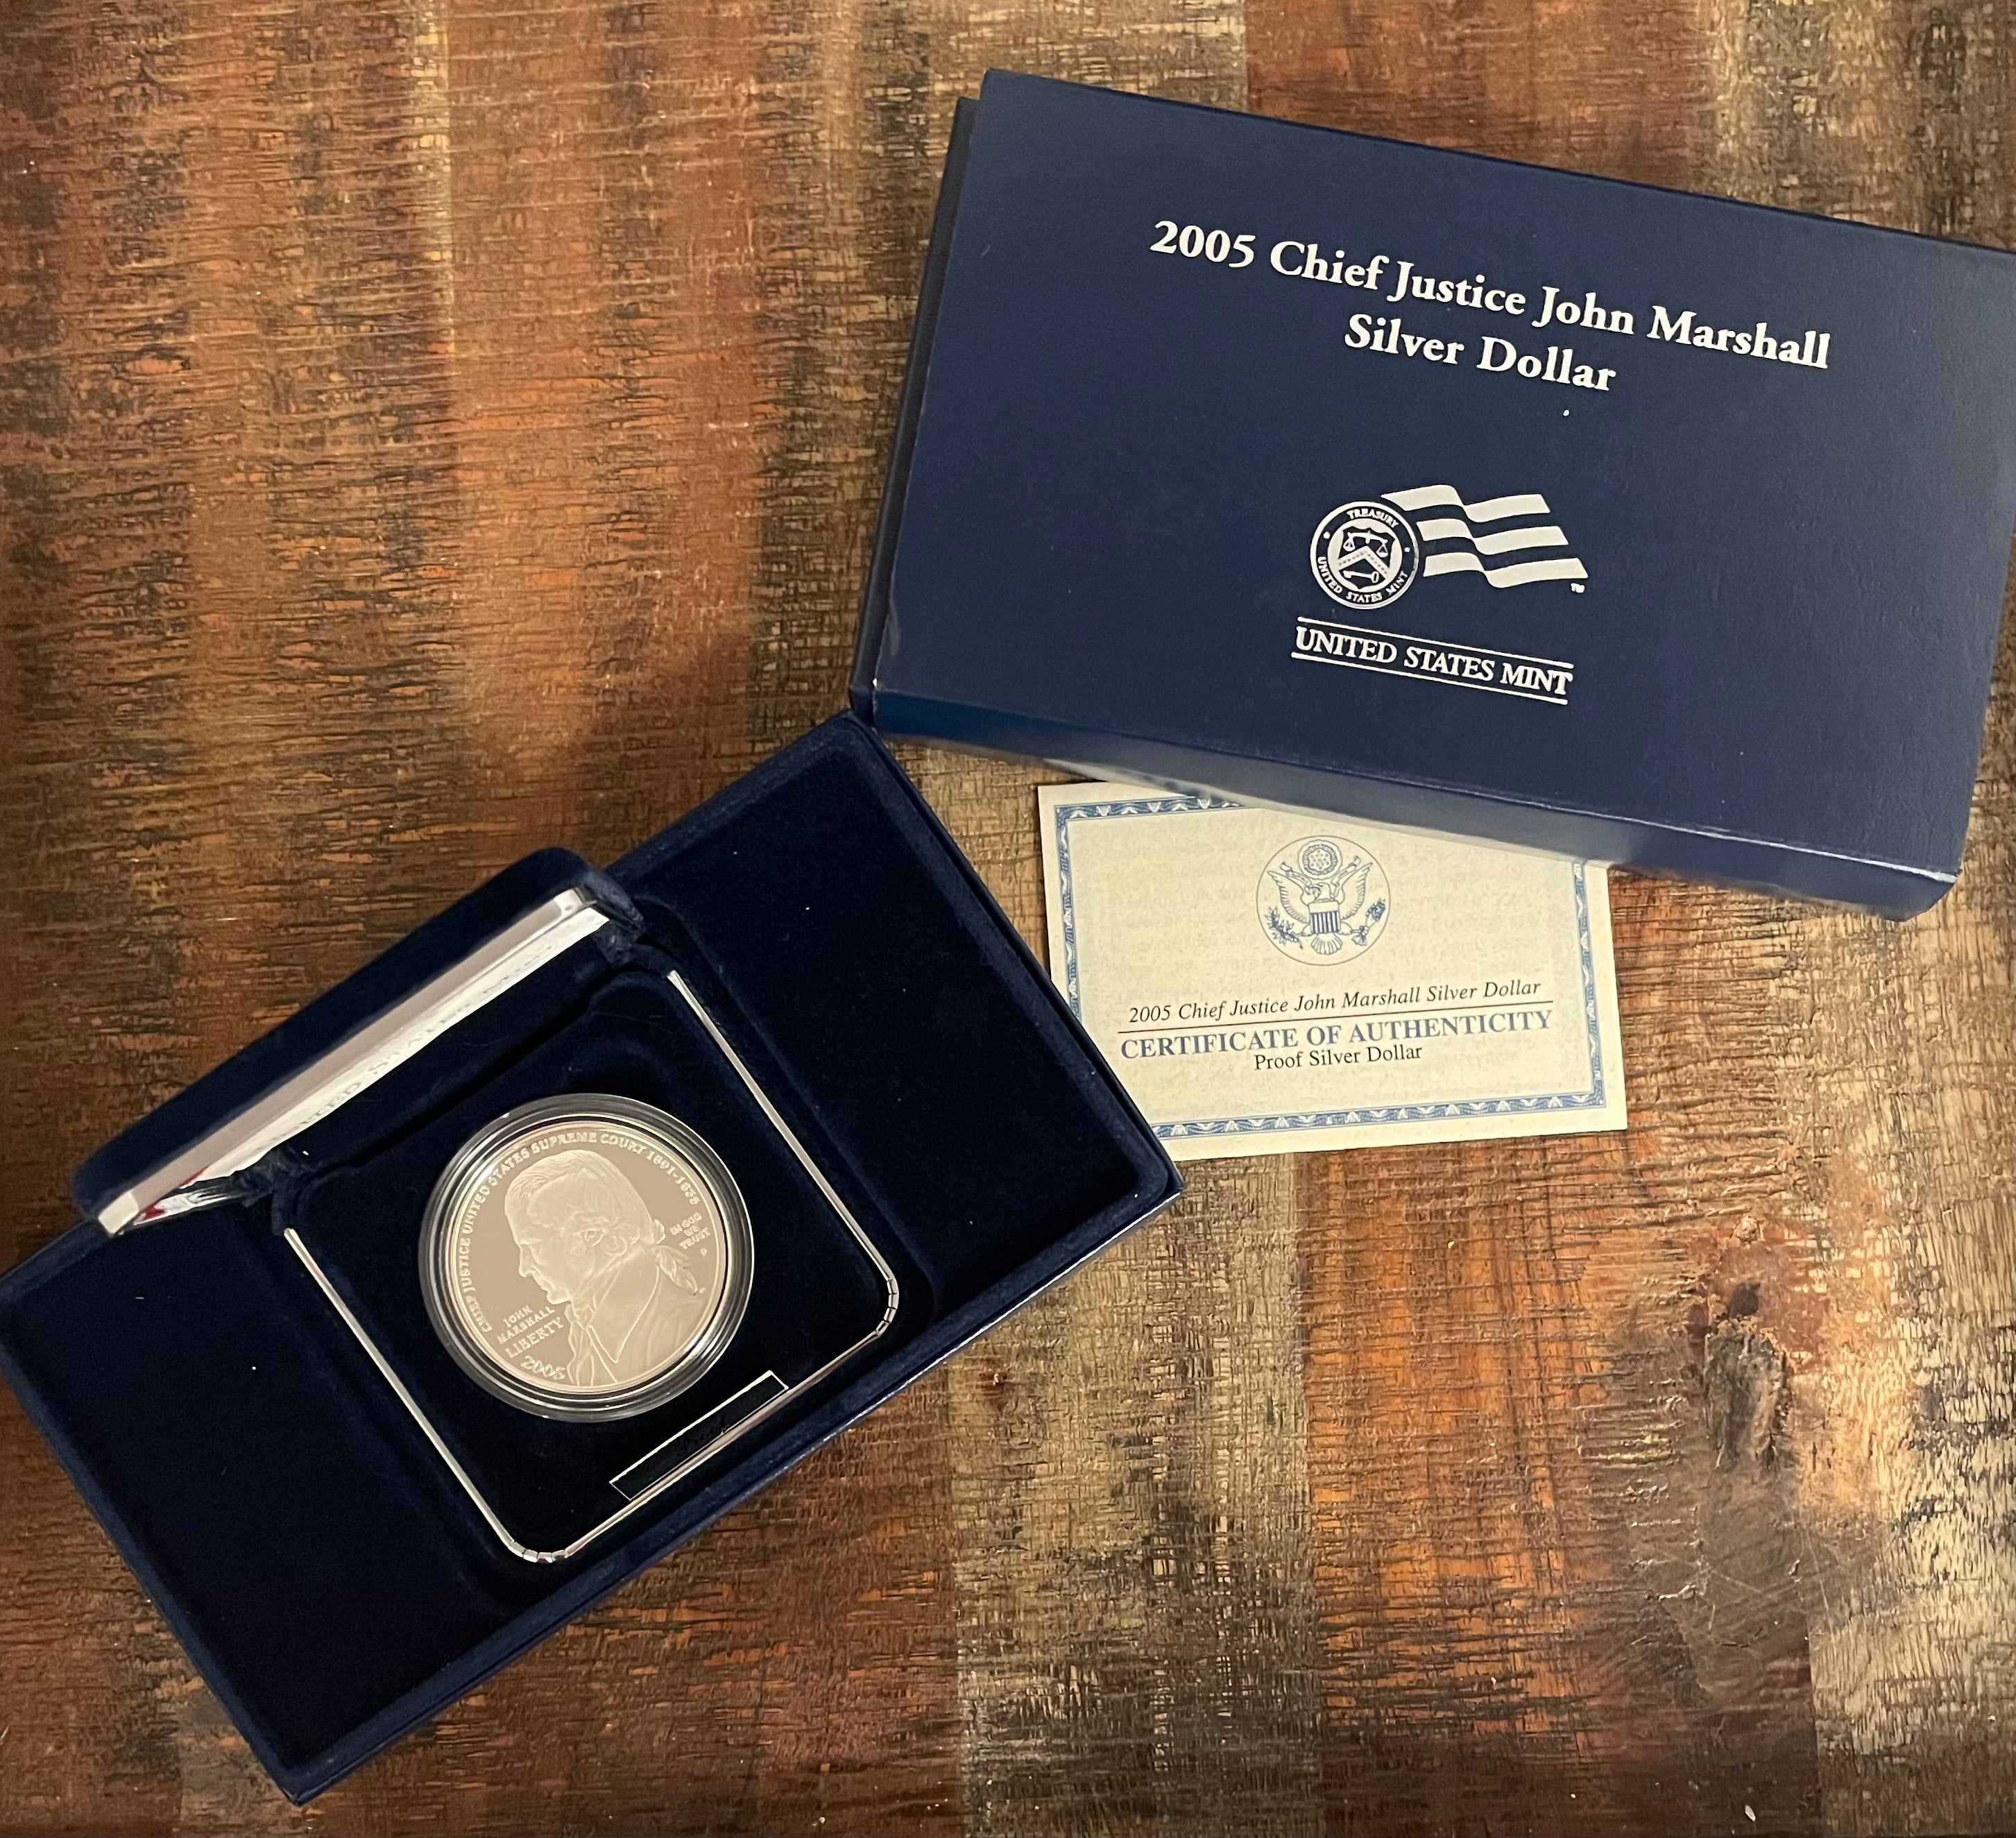 2005 Chief Justice John Marshall
Silver Dollar
TREASURY
UNITED STATES MINT
TM
UNITED STATES MINT
2005 Chief Justice John Marshall Silver Dollar
CERTIFICATE OF AUTHENTICITY
Proof Silver Dollar
CHIEF JUSTICE UNITED STATES SUPREME COURT 1801-1835
IN GOD
WE
TRUST
P
JOHN
MARSHALL
LIBERTY
2005